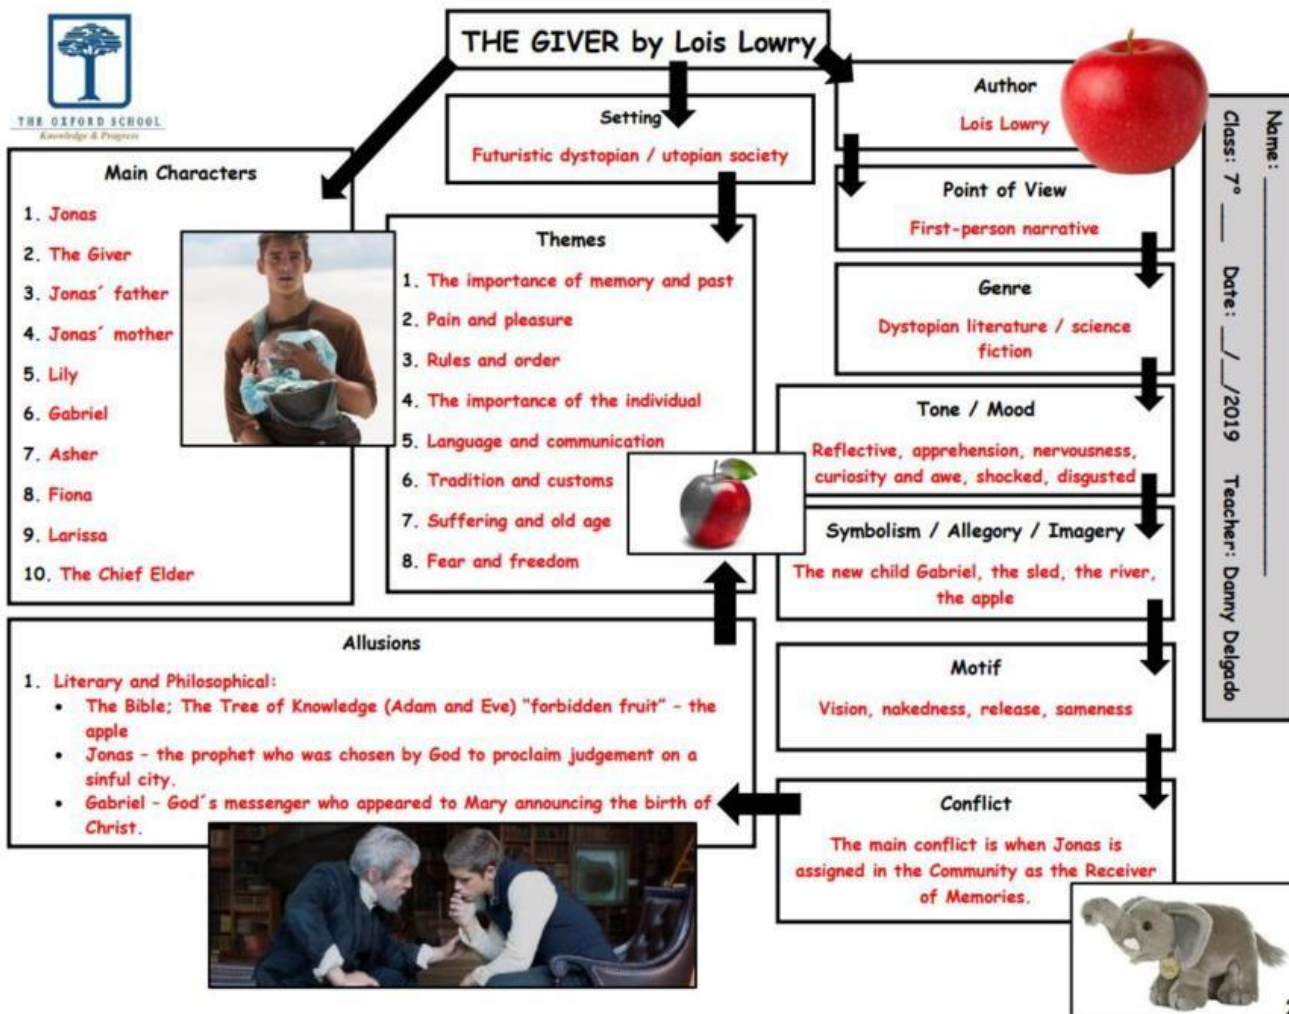 THE OXFORD SCHOOL
Knowledge & Progress
THE GIVER by Lois Lowry
Main Characters
1. Jonas
2. The Giver
3. Jonas´ father
4. Jonas´ mother
5. Lily
6. Gabriel
7. Asher
8. Fiona
9. Larissa
10. The Chief Elder
Setting
Futuristic dystopian / utopian society
Themes
1. The importance of memory and past
2. Pain and pleasure
3. Rules and order
4. The importance of the individual
5. Language and communication
6. Tradition and customs
7. Suffering and old age
8. Fear and freedom
Author
Lois Lowry
Point of View
First-person narrative
Genre
Dystopian literature / science
fiction
Tone / Mood
Reflective, apprehension, nervousness,
curiosity and awe, shocked, disgusted
Symbolism / Allegory / Imagery
The new child Gabriel, the sled, the river,
the apple
Motif
Vision, nakedness, release, sameness
Conflict
The main conflict is when Jonas is
assigned in the Community as the Receiver
of Memories.
Allusions
1. Literary and Philosophical:
• The Bible; The Tree of Knowledge (Adam and Eve) "forbidden fruit" - the
apple
• Jonas - the prophet who was chosen by God to proclaim judgement on a
sinful city.
• Gabriel - God´s messenger who appeared to Mary announcing the birth of
Christ.
Name: ______________________________
Class: 7° ___ Date: __/__/2019 Teacher: Danny Delgado